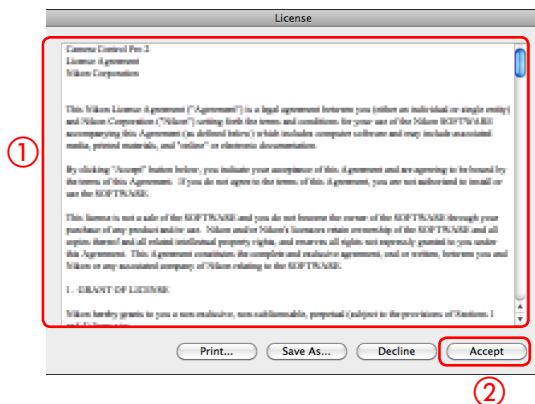 License
Camera Control Pro 2
License Agreement
Nikon Corporation
This Nikon License Agreement ("Agreement") is a legal agreement between you (either an individual or single entity)
and Nikon Corporation ("Nikon") setting forth the terms and conditions for your use of the Nikon SOFTWARE
accompanying this Agreement (as defined below) which includes computer software and may include associated
media, printed materials, and "online" or electronic documentation.
By clicking "Accept" button below, you indicate your acceptance of this Agreement and are agreeing to be bound by
the terms of this Agreement. If you do not agree to the terms of this Agreement, you are not authorized to install or
use the SOFTWARE.
This license is not a sale of the SOFTWARE and you do not become the owner of the SOFTWARE through your
purchase of any product and/or use. Nikon and/or Nikon's licensors retain ownership of the SOFTWARE and all
copies thereof and all related intellectual property rights, and reserves all rights not expressly granted to you under
this Agreement. This Agreement constitutes the complete and exclusive agreement, oral or written, between you and
Nikon or any associated company of Nikon relating to the SOFTWARE.
1. GRANT OF LICENSE
Nikon hereby grants to you a non-exclusive, non-sublicensable, perpetual (subject to the provisions of Sections 1
①
Print... Save As... Decline Accept
②